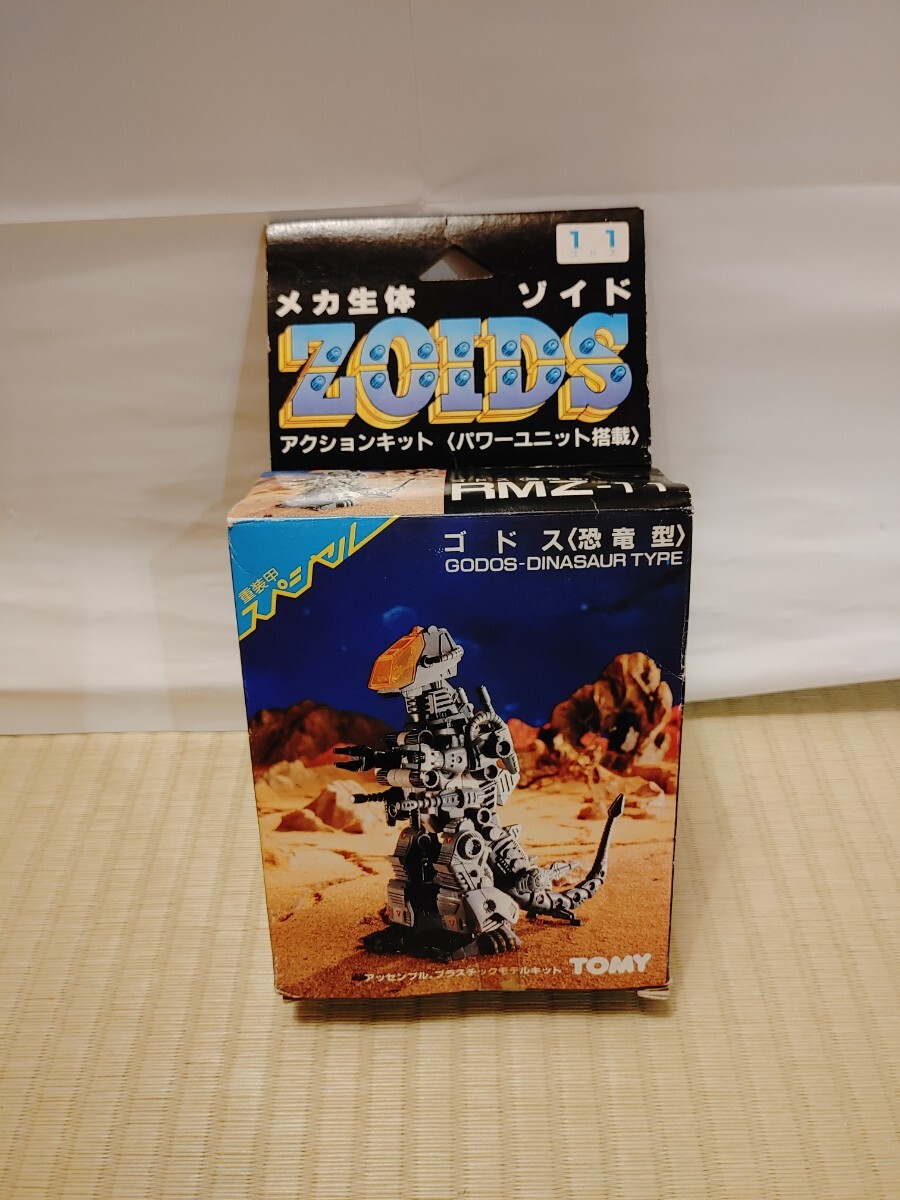 11
ゴドス
メカ生体 ゾイド
ZOIDS
アクションキット〈パワーユニット搭載〉
RMZ-11
重装甲
スペシャル
ゴドス〈恐竜型〉
GODOS-DINASAUR TYPE
アッセンブル、プラスチックモデルキット TOMY